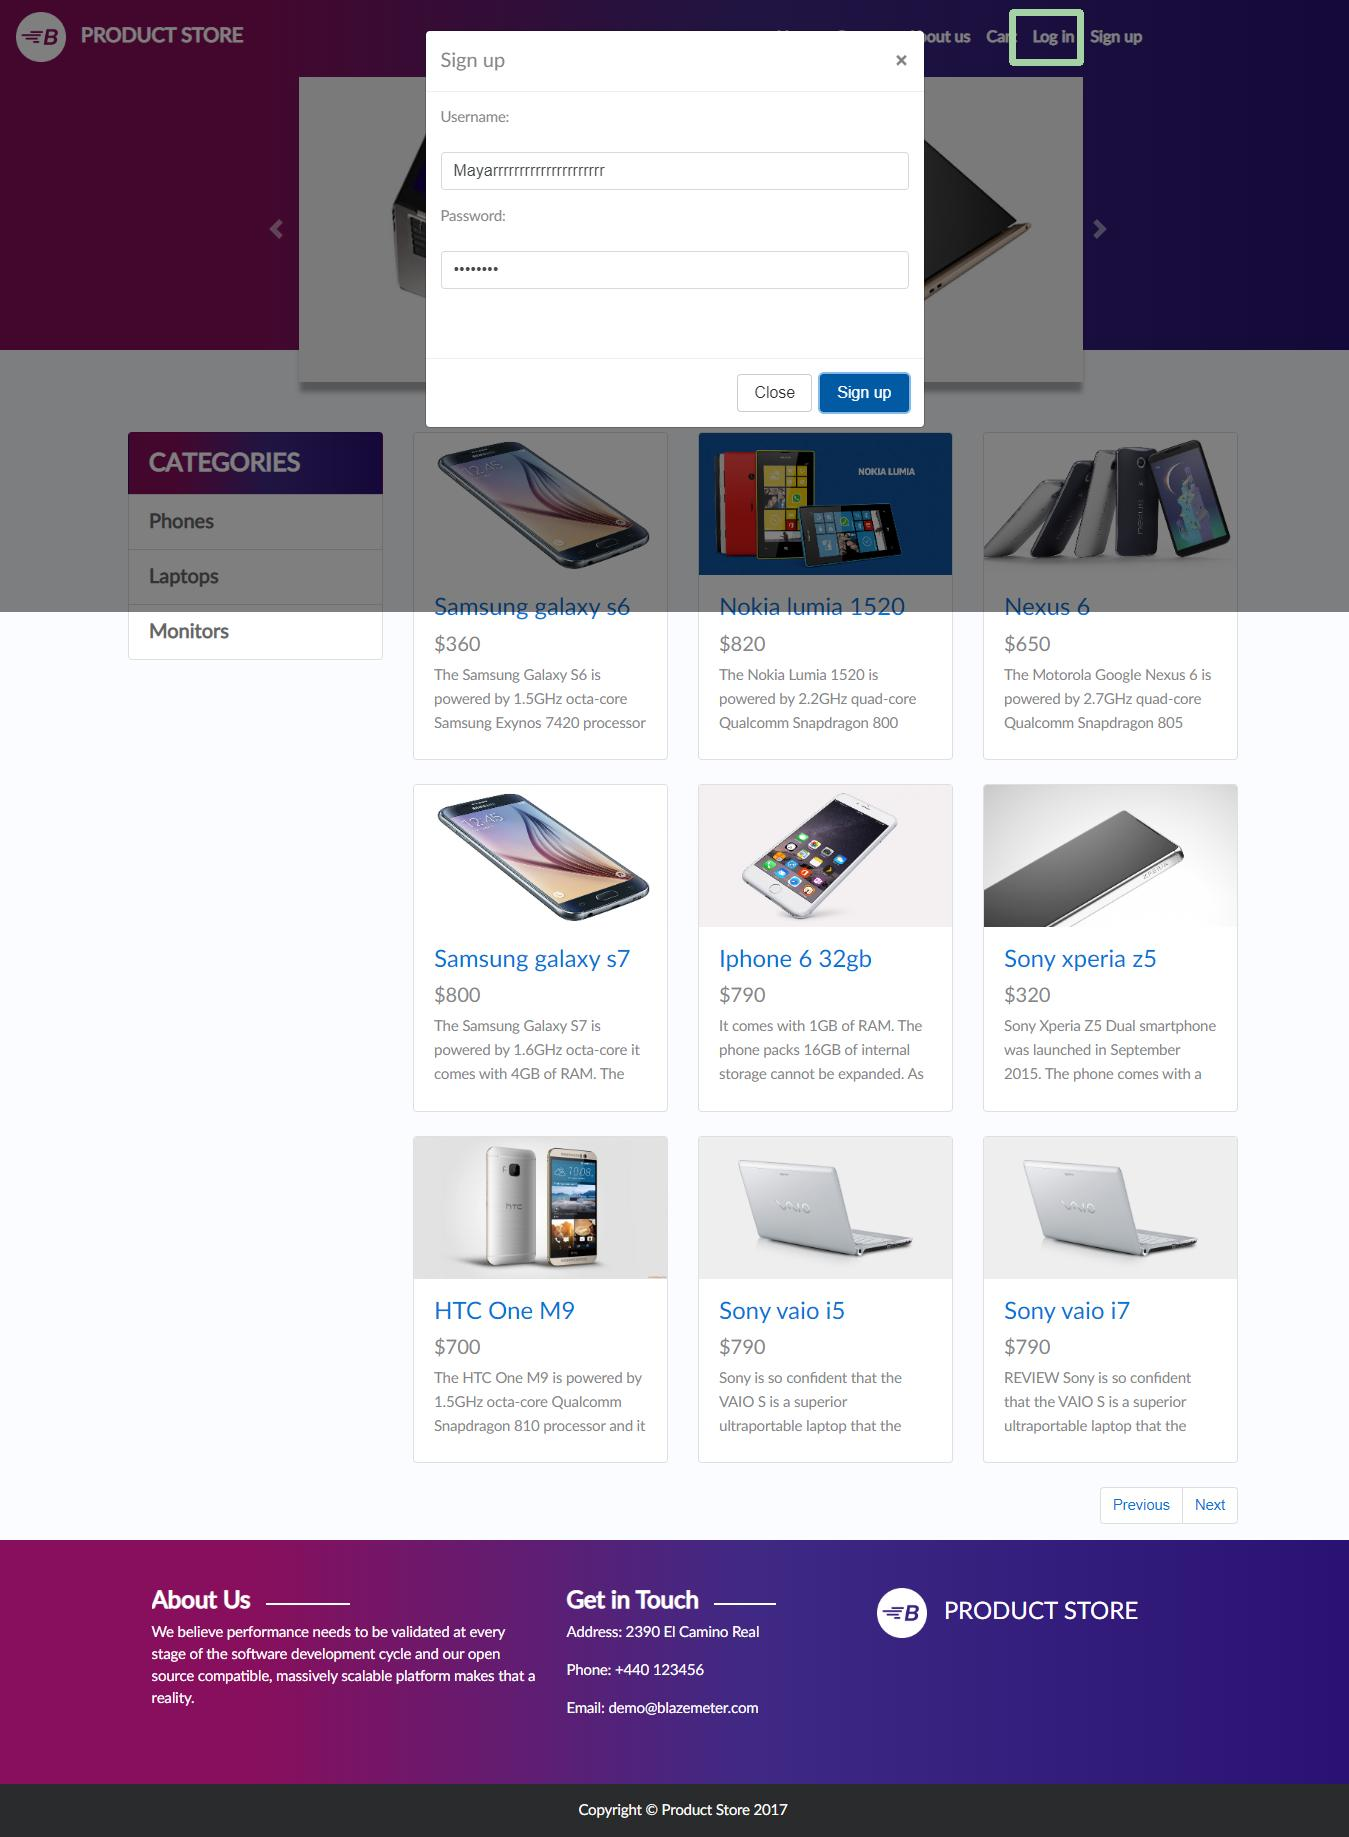 PRODUCT STORE
out us
Log in
Sign up
Sign up
×
Username:
Mayarrrrrrrrrrrrrrrrrrrrr
Password:
••••••••
Close
Sign up
CATEGORIES
Phones
Laptops
Monitors
Samsung galaxy s6
$360
The Samsung Galaxy S6 is
powered by 1.5GHz octa-core
Samsung Exynos 7420 processor
NOKIA LUMIA
Nokia lumia 1520
$820
The Nokia Lumia 1520 is
powered by 2.2GHz quad-core
Qualcomm Snapdragon 800
nexus
Nexus 6
$650
The Motorola Google Nexus 6 is
powered by 2.7GHz quad-core
Qualcomm Snapdragon 805
12:45
Samsung galaxy s7
$800
The Samsung Galaxy S7 is
powered by 1.6GHz octa-core it
comes with 4GB of RAM. The
Iphone 6 32gb
$790
It comes with 1GB of RAM. The
phone packs 16GB of internal
storage cannot be expanded. As
XPERIA
Sony xperia z5
$320
Sony Xperia Z5 Dual smartphone
was launched in September
2015. The phone comes with a
hTC
10:08
HTC One M9
$700
The HTC One M9 is powered by
1.5GHz octa-core Qualcomm
Snapdragon 810 processor and it
VAIO
Sony vaio i5
$790
Sony is so confident that the
VAIO S is a superior
ultraportable laptop that the
VAIO
Sony vaio i7
$790
REVIEW Sony is so confident
that the VAIO S is a superior
ultraportable laptop that the
Previous
Next
About Us
We believe performance needs to be validated at every
stage of the software development cycle and our open
source compatible, massively scalable platform makes that a
reality.
Get in Touch
Address: 2390 El Camino Real
Phone: +440 123456
Email: demo@blazemeter.com
B
PRODUCT STORE
Copyright © Product Store 2017